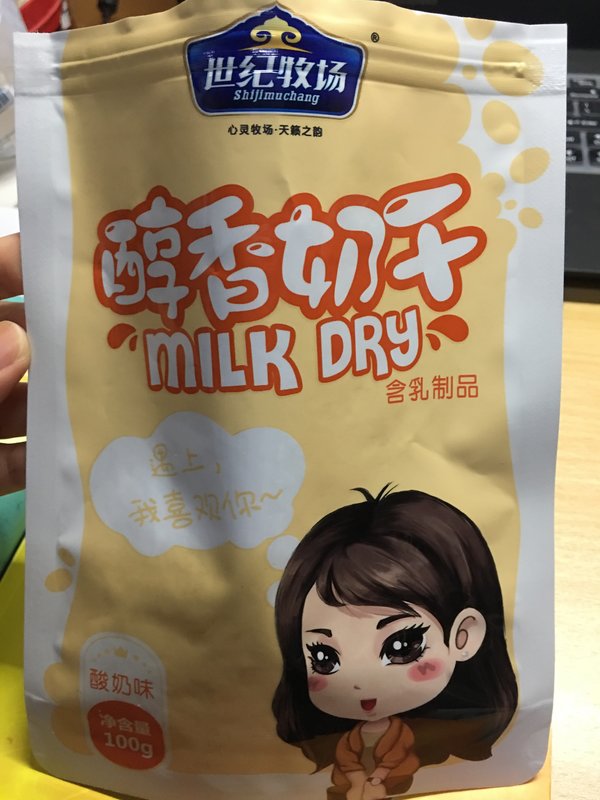 世纪牧场
®
Shijimuchang
心灵牧场·天籁之韵
醇香奶干
MILK DRY
含乳制品
遇上,
我喜观你~
酸奶味
净含量
100g